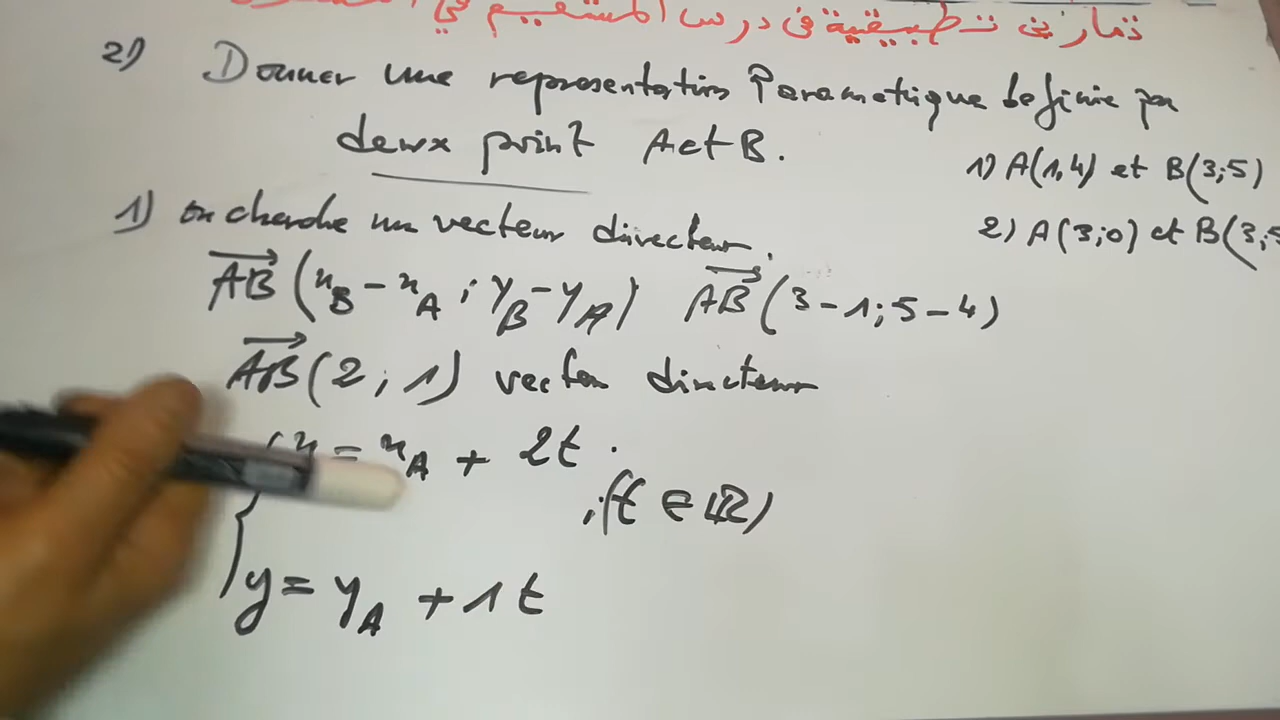 تمارين تطبيقية في درس المستقيم في
2) Donner une representation Parametrique definie par
deux point A et B.
1) A(1,4) et B(3;5)
2) A(3;0) et B(3;5
1) on cherche un vecteur directeur.
AB (xB - xA ; yB - yA) AB (3-1; 5-4)
AB (2; 1) vecteur directeur
x = xA + 2t .
; (t ∈ ℝ)
y = yA + 1t